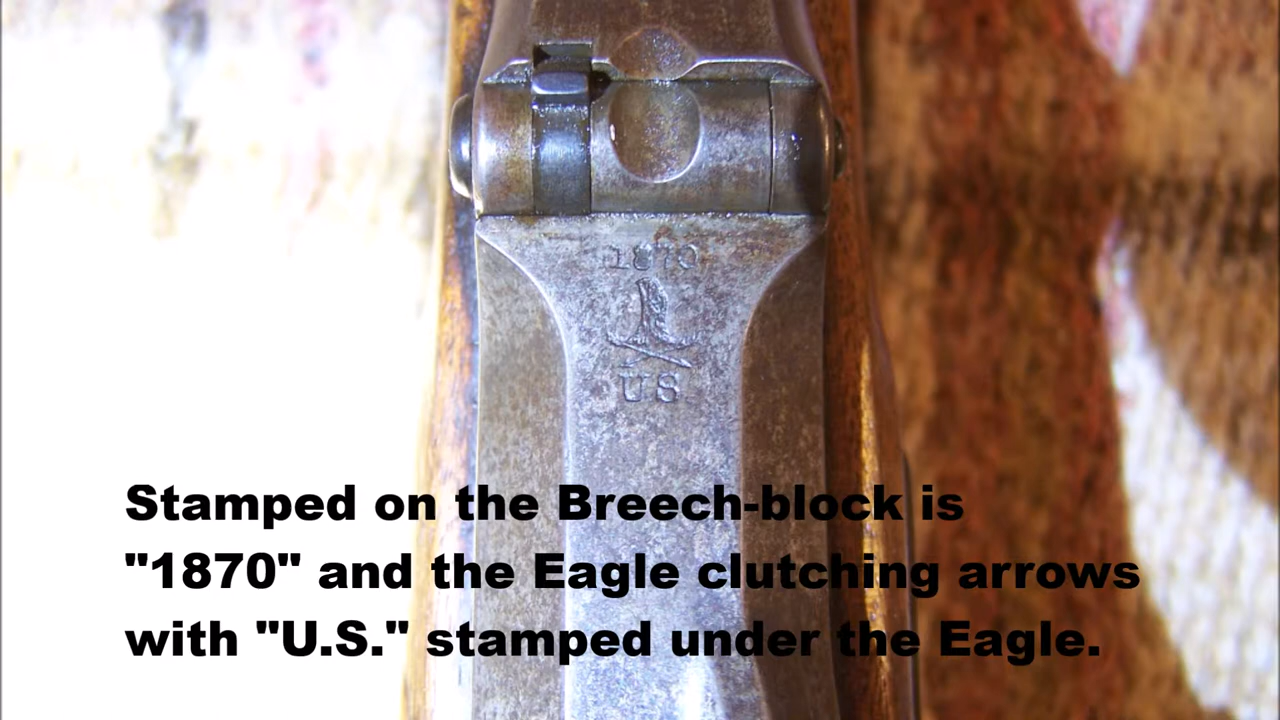 1870
US
Stamped on the Breech-block is
"1870" and the Eagle clutching arrows
with "U.S." stamped under the Eagle.